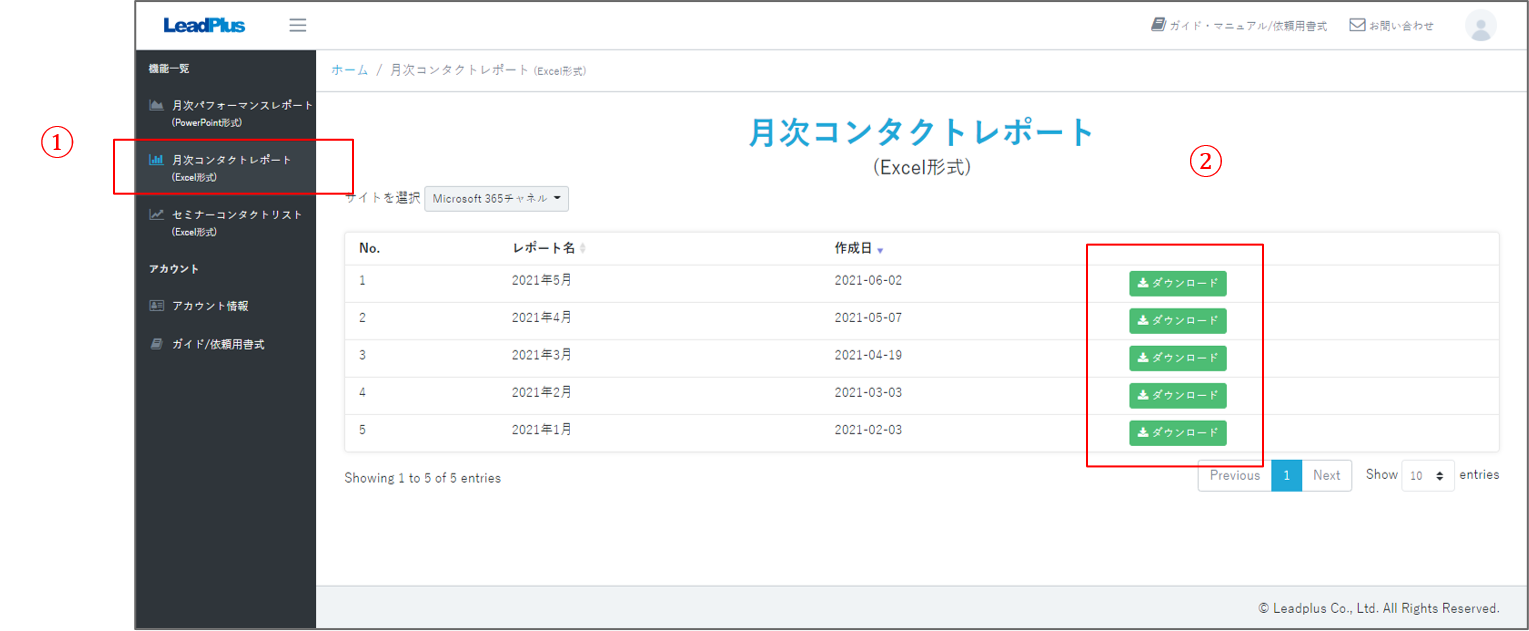 LeadPlus
ガイド・マニュアル/依頼用書式 お問い合わせ
機能一覧
月次パフォーマンスレポート
(PowerPoint形式)
①
月次コンタクトレポート
(Excel形式)
セミナーコンタクトリスト
(Excel形式)
アカウント
アカウント情報
ガイド/依頼用書式
ホーム / 月次コンタクトレポート (Excel形式)
月次コンタクトレポート
(Excel形式)
②
サイトを選択 Microsoft 365チャネル
No. レポート名 作成日
1 2021年5月 2021-06-02 ダウンロード
2 2021年4月 2021-05-07 ダウンロード
3 2021年3月 2021-04-19 ダウンロード
4 2021年2月 2021-03-03 ダウンロード
5 2021年1月 2021-02-03 ダウンロード
Showing 1 to 5 of 5 entries Previous 1 Next Show 10 entries
© Leadplus Co., Ltd. All Rights Reserved.